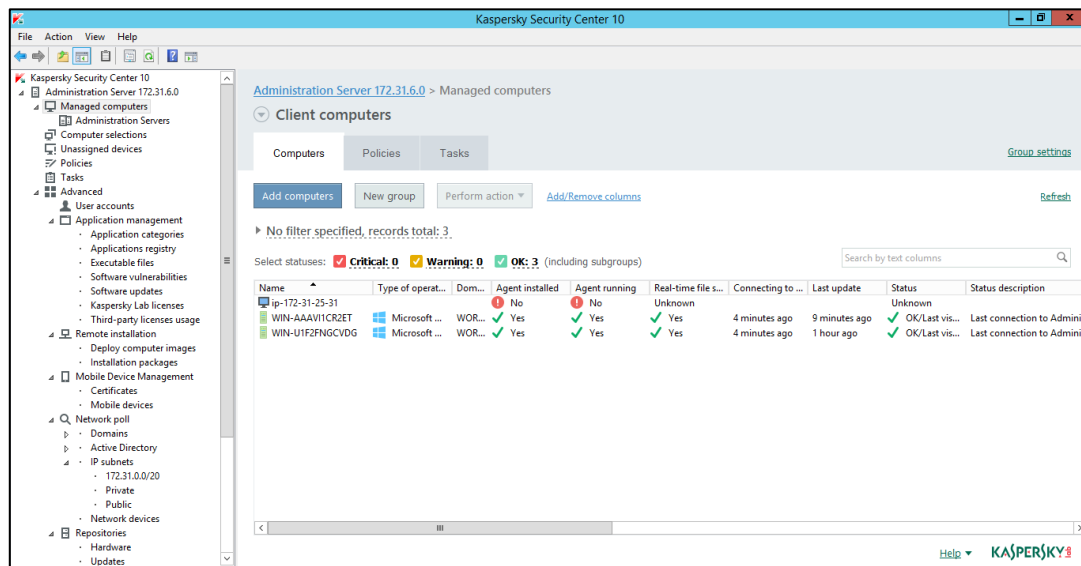 Kaspersky Security Center 10
File Action View Help
Kaspersky Security Center 10
Administration Server 172.31.6.0
Managed computers
Administration Servers
Computer selections
Unassigned devices
Policies
Tasks
Advanced
User accounts
Application management
Application categories
Applications registry
Executable files
Software vulnerabilities
Software updates
Kaspersky Lab licenses
Third-party licenses usage
Remote installation
Deploy computer images
Installation packages
Mobile Device Management
Certificates
Mobile devices
Network poll
Domains
Active Directory
IP subnets
172.31.0.0/20
Private
Public
Network devices
Repositories
Hardware
Updates
Administration Server 172.31.6.0 > Managed computers
Client computers
Computers Policies Tasks Group settings
Add computers New group Perform action Add/Remove columns Refresh
No filter specified, records total: 3
Select statuses: Critical: 0 Warning: 0 OK: 3 (including subgroups) Search by text columns
Name Type of operat... Dom... Agent installed Agent running Real-time file s... Connecting to ... Last update Status Status description
ip-172-31-25-31 No No Unknown Unknown
WIN-AAAVI1CR2ET Microsoft ... WOR... Yes Yes Yes 4 minutes ago 9 minutes ago OK/Last vis... Last connection to Admini
WIN-U1F2FNGCVDG Microsoft ... WOR... Yes Yes Yes 4 minutes ago 1 hour ago OK/Last vis... Last connection to Admini
Help KASPERSKY lab